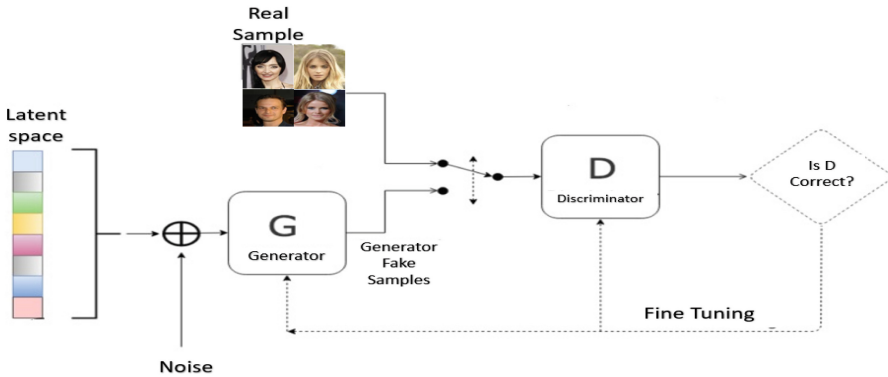 Real
Sample
Latent
space
G
Generator
Generator
Fake
Samples
D
Discriminator
Is D
Correct?
Fine Tuning
Noise